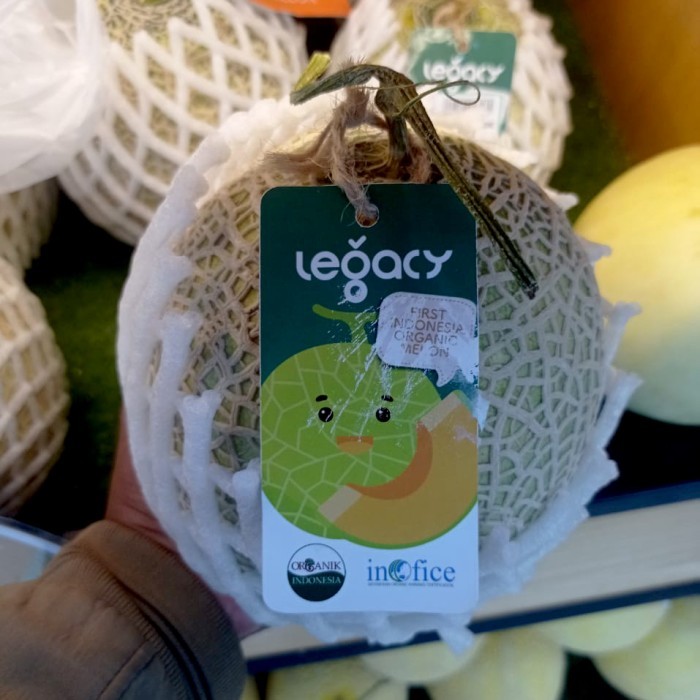 legacy
legacy
FIRST
INDONESIA
ORGANIC
MELON
ORGANIK
INDONESIA
inOfice